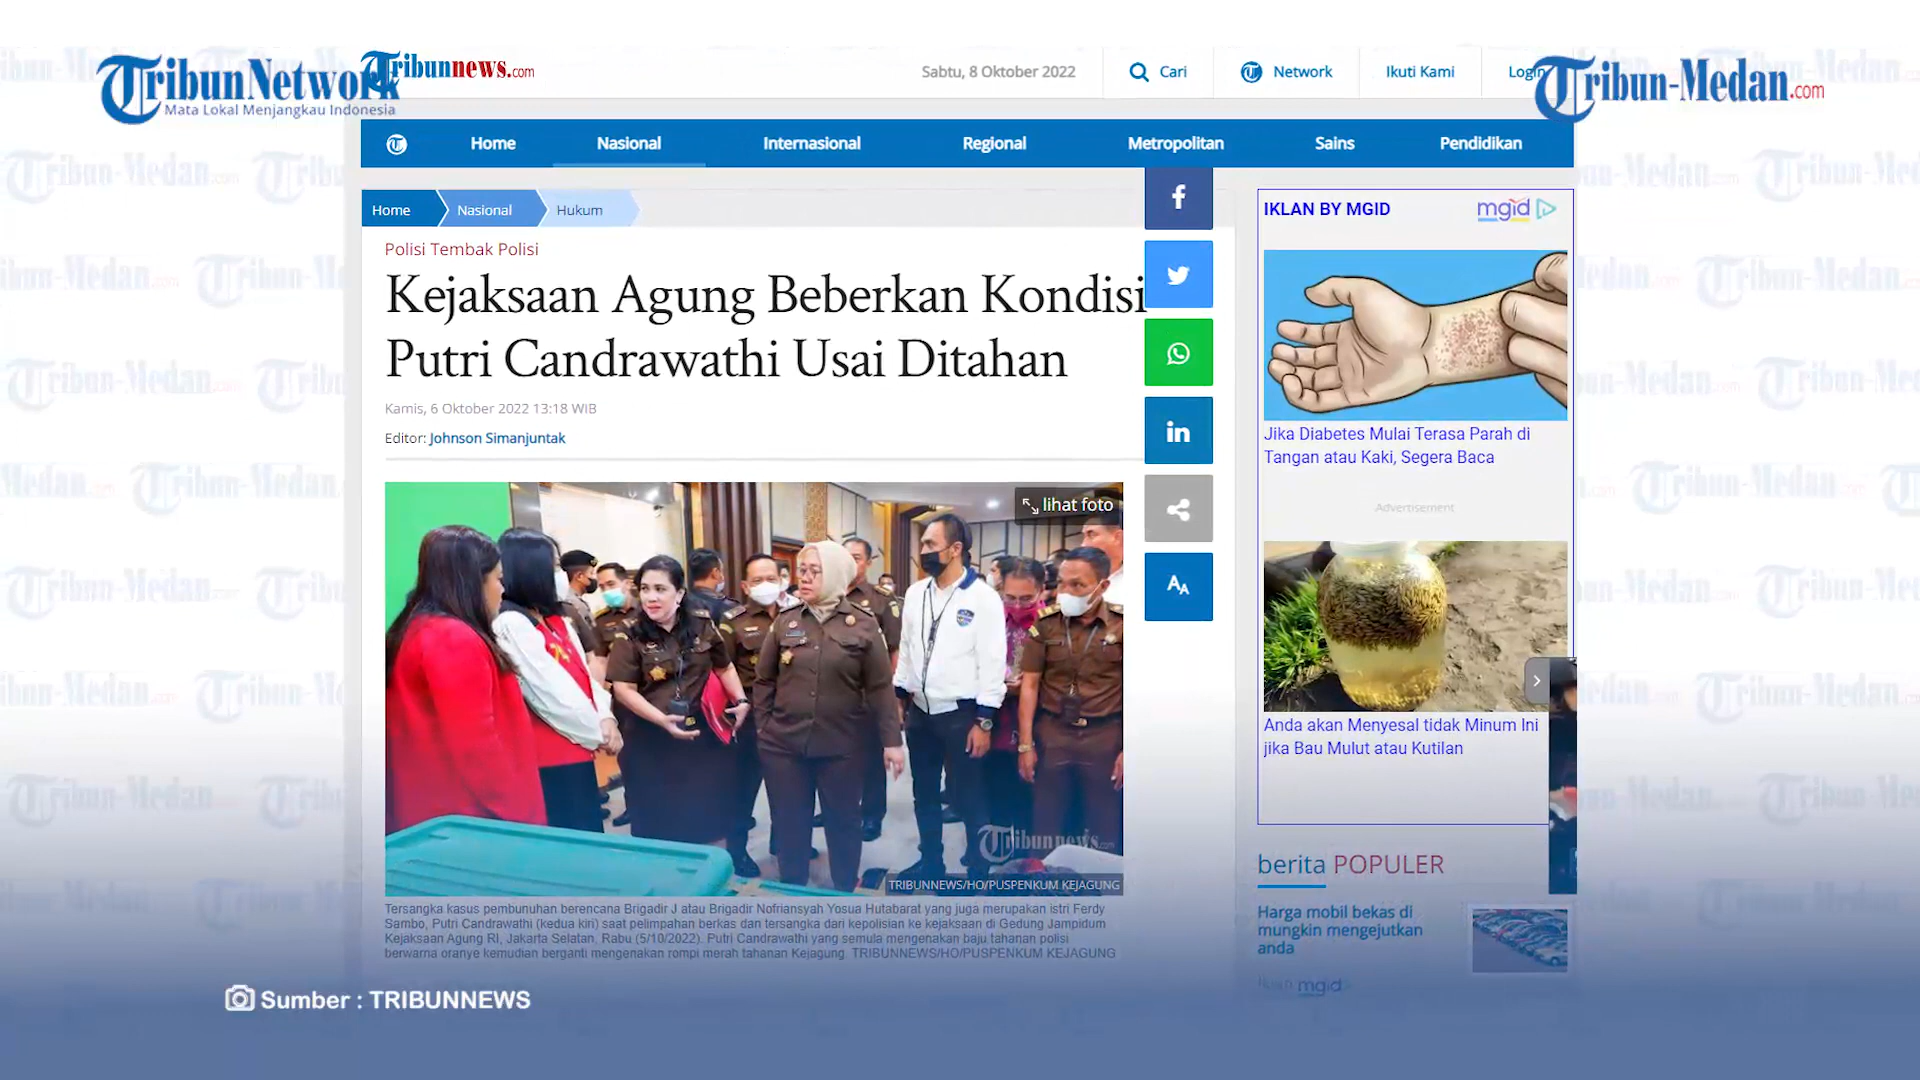 TribunNetwork
Mata Lokal Menjangkau Indonesia
Tribunnews.com
Sabtu, 8 Oktober 2022
Cari
Network
Ikuti Kami
Login
Tribun-Medan.com
Home
Nasional
Internasional
Regional
Metropolitan
Sains
Pendidikan
Home
Nasional
Hukum
Polisi Tembak Polisi
Kejaksaan Agung Beberkan Kondisi
Putri Candrawathi Usai Ditahan
Kamis, 6 Oktober 2022 13:18 WIB
Editor: Johnson Simanjuntak
lihat foto
Tribunnews.com
TRIBUNNEWS/HO/PUSPENKUM KEJAGUNG
Tersangka kasus pembunuhan berencana Brigadir J atau Brigadir Nofriansyah Yosua Hutabarat yang juga merupakan istri Ferdy
Sambo, Putri Candrawathi (kedua kiri) saat pelimpahan berkas dan tersangka dari kepolisian ke kejaksaan di Gedung Jampidum
Kejaksaan Agung RI, Jakarta Selatan, Rabu (5/10/2022). Putri Candrawathi yang semula mengenakan baju tahanan polisi
berwarna oranye kemudian berganti mengenakan rompi merah tahanan Kejagung. TRIBUNNEWS/HO/PUSPENKUM KEJAGUNG
IKLAN BY MGID
mgid
Jika Diabetes Mulai Terasa Parah di
Tangan atau Kaki, Segera Baca
Advertisement
Anda akan Menyesal tidak Minum Ini
jika Bau Mulut atau Kutilan
berita POPULER
Harga mobil bekas di
mungkin mengejutkan
anda
mgid
Sumber : TRIBUNNEWS